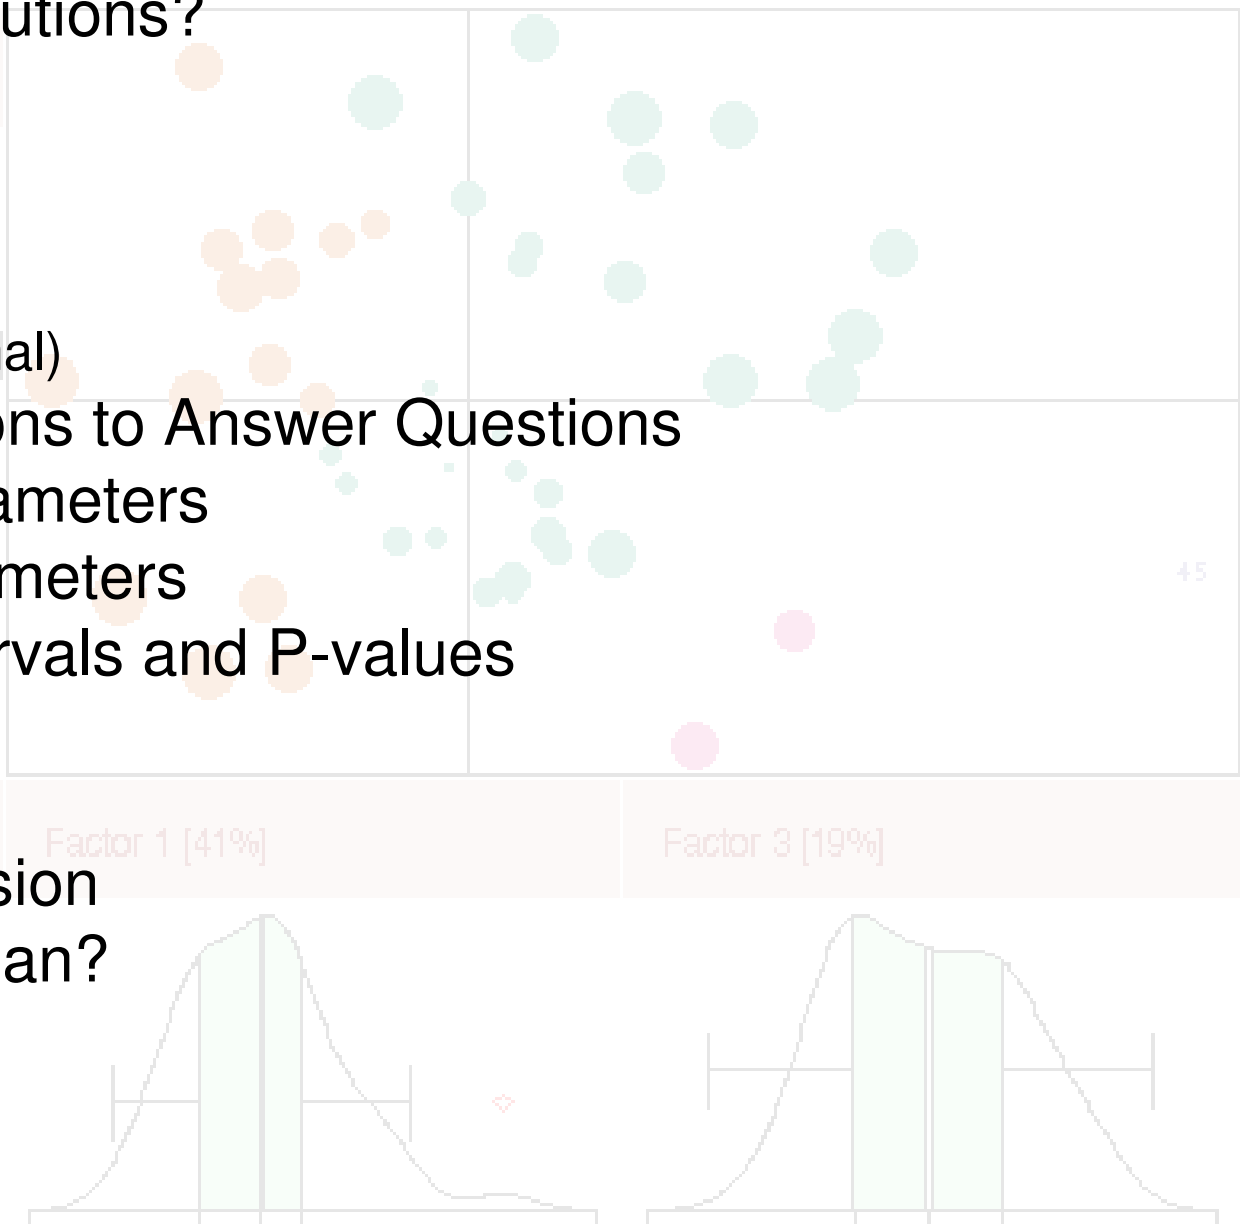 utions?
al)
ons to Answer Questions
ameters
meters
45
rvals and P-values
Factor 1 [41%]
Factor 3 [19%]
sion
an?